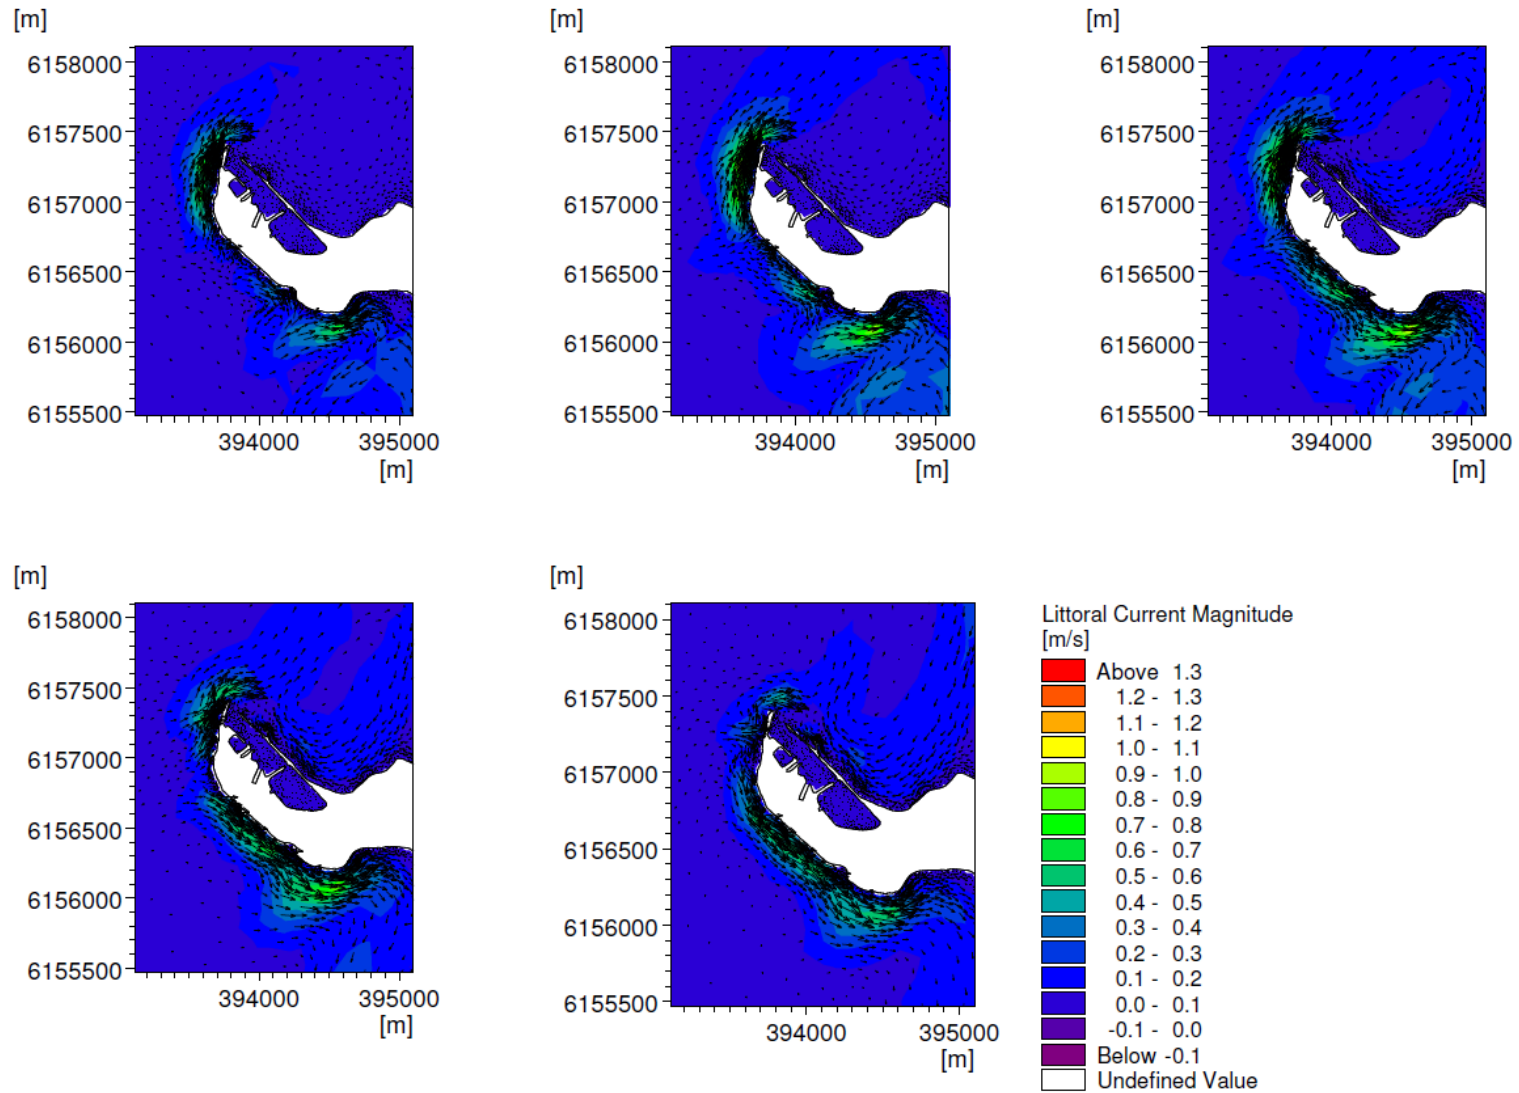 [m]
6158000
6157500
6157000
6156500
6156000
6155500
394000 395000
[m]
[m]
6158000
6157500
6157000
6156500
6156000
6155500
394000 395000
[m]
[m]
6158000
6157500
6157000
6156500
6156000
6155500
394000 395000
[m]
[m]
6158000
6157500
6157000
6156500
6156000
6155500
394000 395000
[m]
[m]
6158000
6157500
6157000
6156500
6156000
6155500
394000 395000
[m]
Littoral Current Magnitude
[m/s]
Above 1.3
1.2 - 1.3
1.1 - 1.2
1.0 - 1.1
0.9 - 1.0
0.8 - 0.9
0.7 - 0.8
0.6 - 0.7
0.5 - 0.6
0.4 - 0.5
0.3 - 0.4
0.2 - 0.3
0.1 - 0.2
0.0 - 0.1
-0.1 - 0.0
Below -0.1
Undefined Value